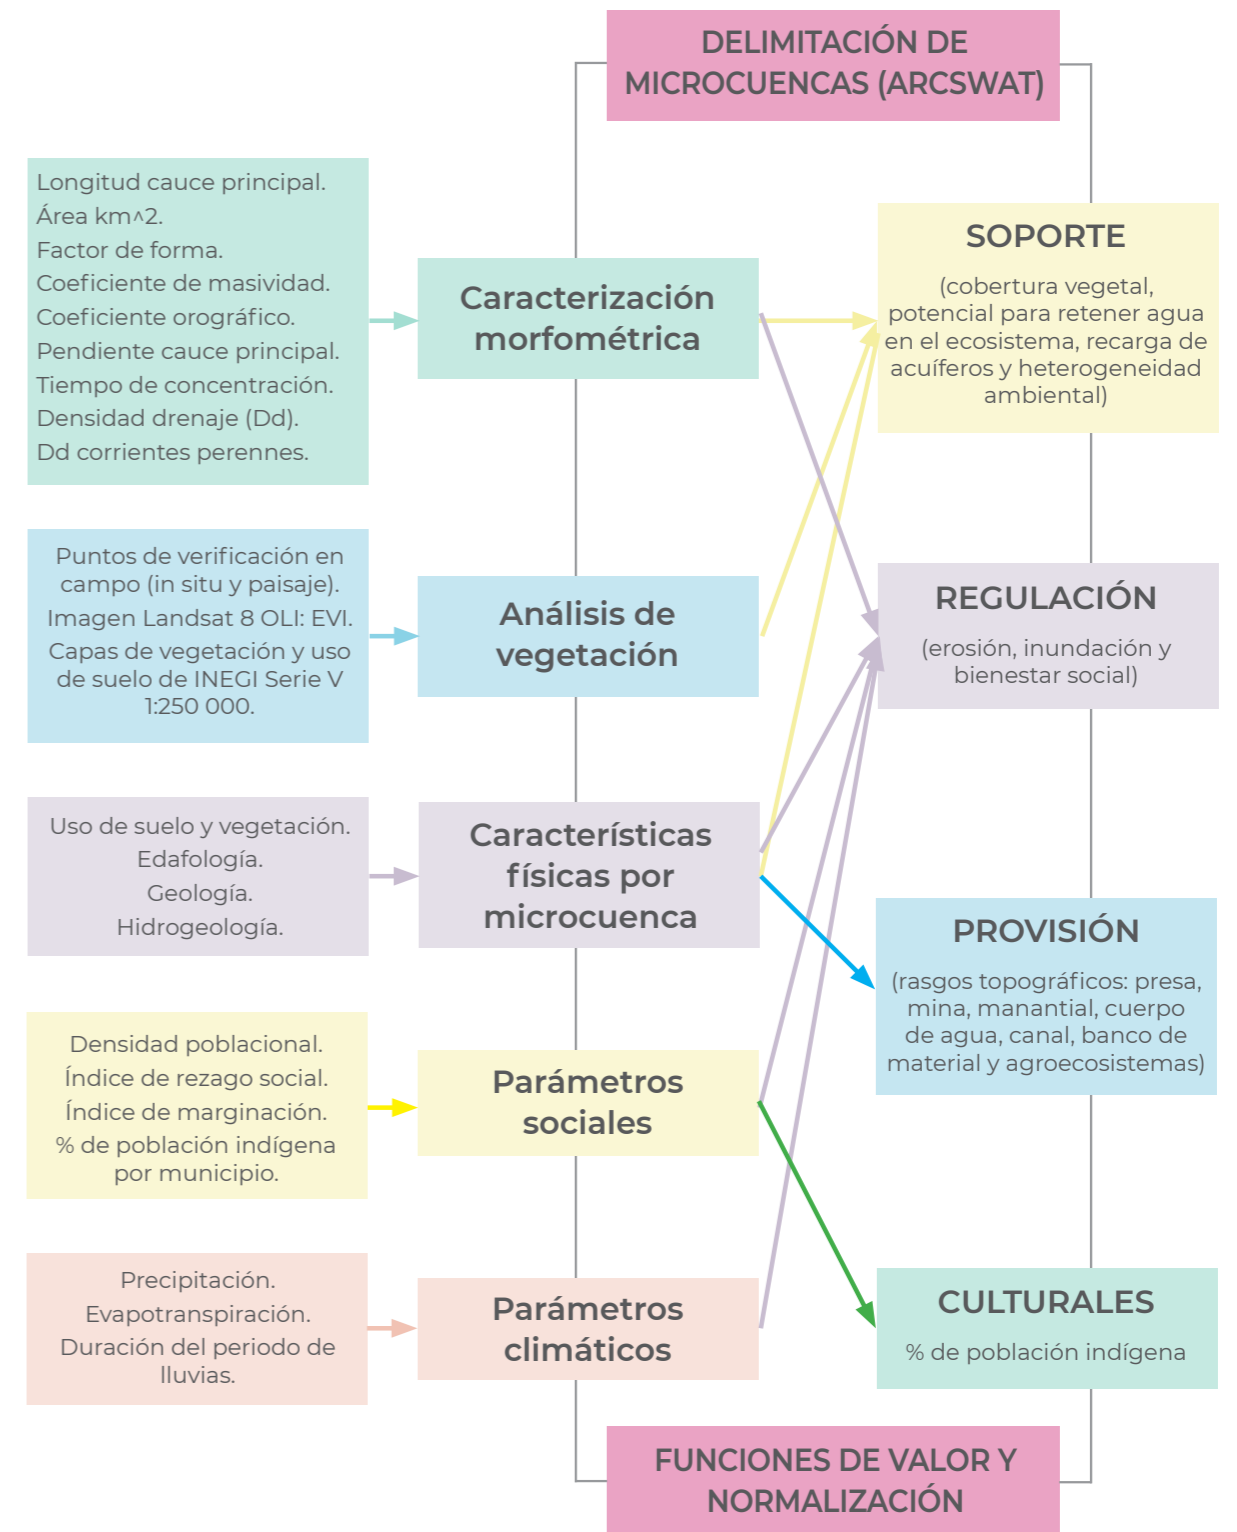 DELIMITACIÓN DE
MICROCUENCAS (ARCSWAT)
Longitud cauce principal.
Área km^2.
Factor de forma.
Coeficiente de masividad.
Coeficiente orográfico.
Pendiente cauce principal.
Tiempo de concentración.
Densidad drenaje (Dd).
Dd corrientes perennes.
Caracterización
morfométrica
SOPORTE
(cobertura vegetal,
potencial para retener agua
en el ecosistema, recarga de
acuíferos y heterogeneidad
ambiental)
Puntos de verificación en
campo (in situ y paisaje).
Imagen Landsat 8 OLI: EVI.
Capas de vegetación y uso
de suelo de INEGI Serie V
1:250 000.
Análisis de
vegetación
REGULACIÓN
(erosión, inundación y
bienestar social)
Uso de suelo y vegetación.
Edafología.
Geología.
Hidrogeología.
Características
físicas por
microcuenca
PROVISIÓN
(rasgos topográficos: presa,
mina, manantial, cuerpo
de agua, canal, banco de
material y agroecosistemas)
Densidad poblacional.
Índice de rezago social.
Índice de marginación.
% de población indígena
por municipio.
Parámetros
sociales
CULTURALES
% de población indígena
Precipitación.
Evapotranspiración.
Duración del periodo de
lluvias.
Parámetros
climáticos
FUNCIONES DE VALOR Y
NORMALIZACIÓN